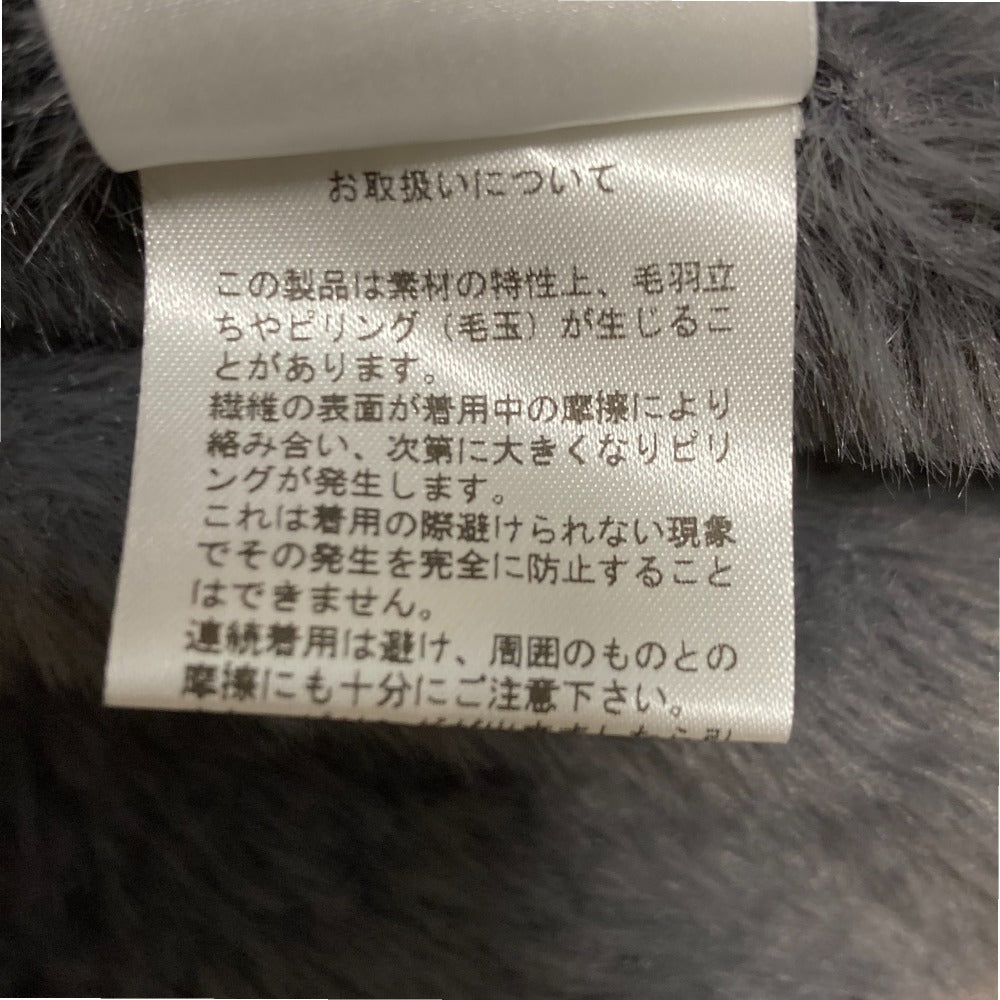 お取扱いについて
この製品は素材の特性上、毛羽立
ちやピリング（毛玉）が生じるこ
とがあります。
繊維の表面が着用中の摩擦により
絡み合い、次第に大きくなりピリ
ングが発生します。
これは着用の際避けられない現象
でその発生を完全に防止すること
はできません。
連続着用は避け、周囲のものとの
摩擦にも十分にご注意下さい。